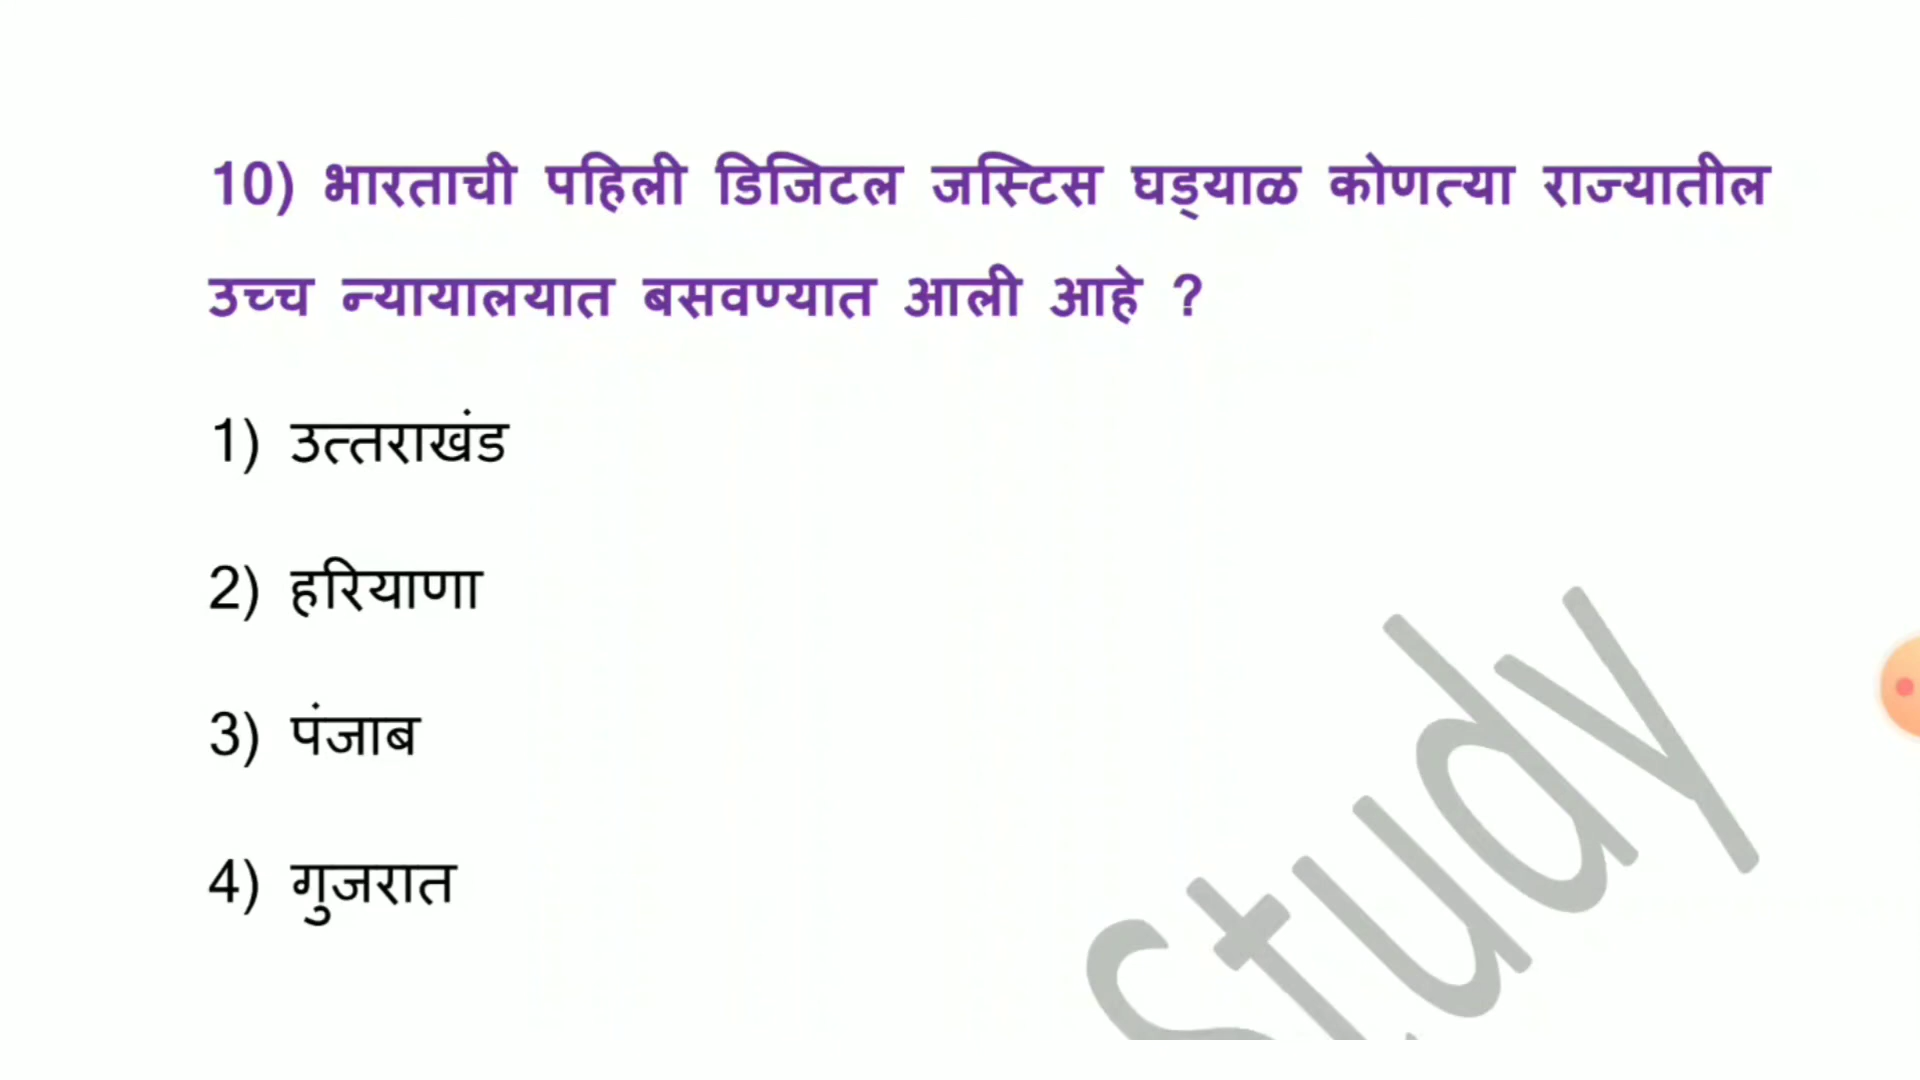 10) भारताची पहिली डिजिटल जस्टिस घड्याळ कोणत्या राज्यातील
उच्च न्यायालयात बसवण्यात आली आहे ?
1) उत्तराखंड
2) हरियाणा
3) पंजाब
4) गुजरात
Study